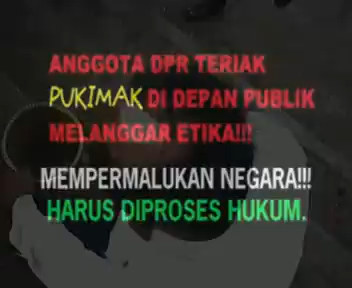 ANGGOTA DPR TERIAK
PUKIMAK DI DEPAN PUBLIK
MELANGGAR ETIKA!!!
MEMPERMALUKAN NEGARA!!!
HARUS DIPROSES HUKUM.